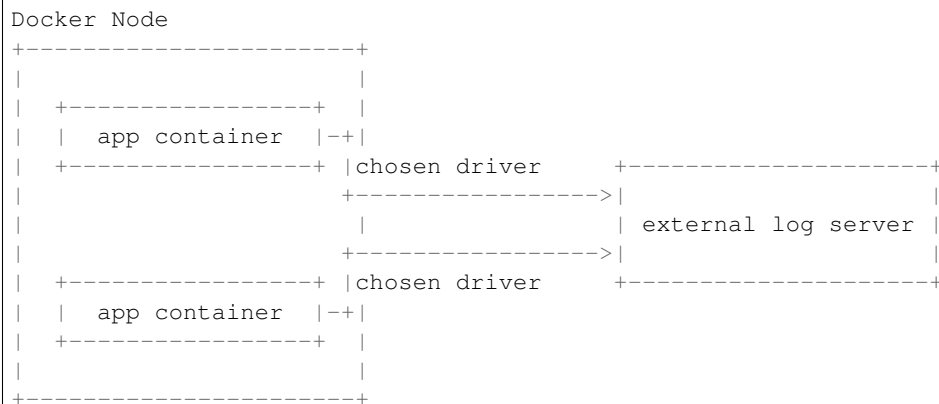 Docker Node
app container
chosen driver
external log server
chosen driver
app container